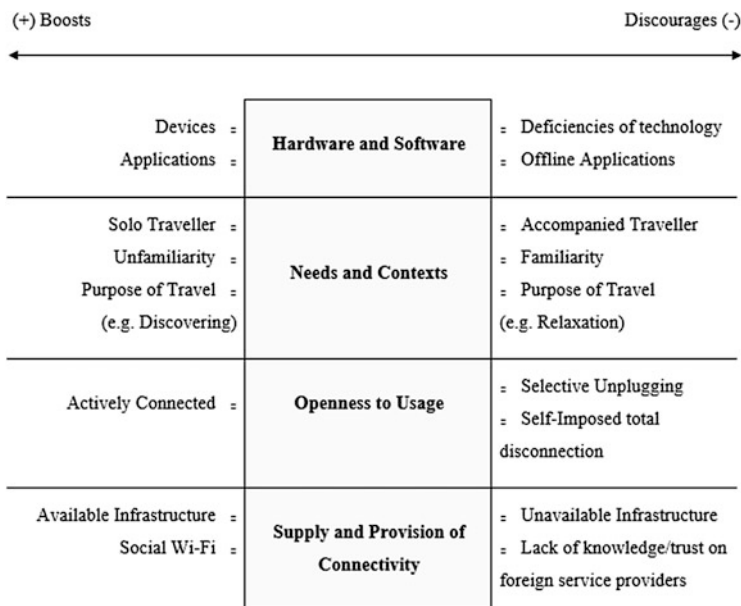 (+) Boosts Discourages (-)
Devices
Applications
Hardware and Software
Deficiencies of technology
Offline Applications
Solo Traveller
Unfamiliarity
Purpose of Travel
(e.g. Discovering)
Needs and Contexts
Accompanied Traveller
Familiarity
Purpose of Travel
(e.g. Relaxation)
Actively Connected
Openness to Usage
Selective Unplugging
Self-Imposed total
disconnection
Available Infrastructure
Social Wi-Fi
Supply and Provision of
Connectivity
Unavailable Infrastructure
Lack of knowledge/trust on
foreign service providers